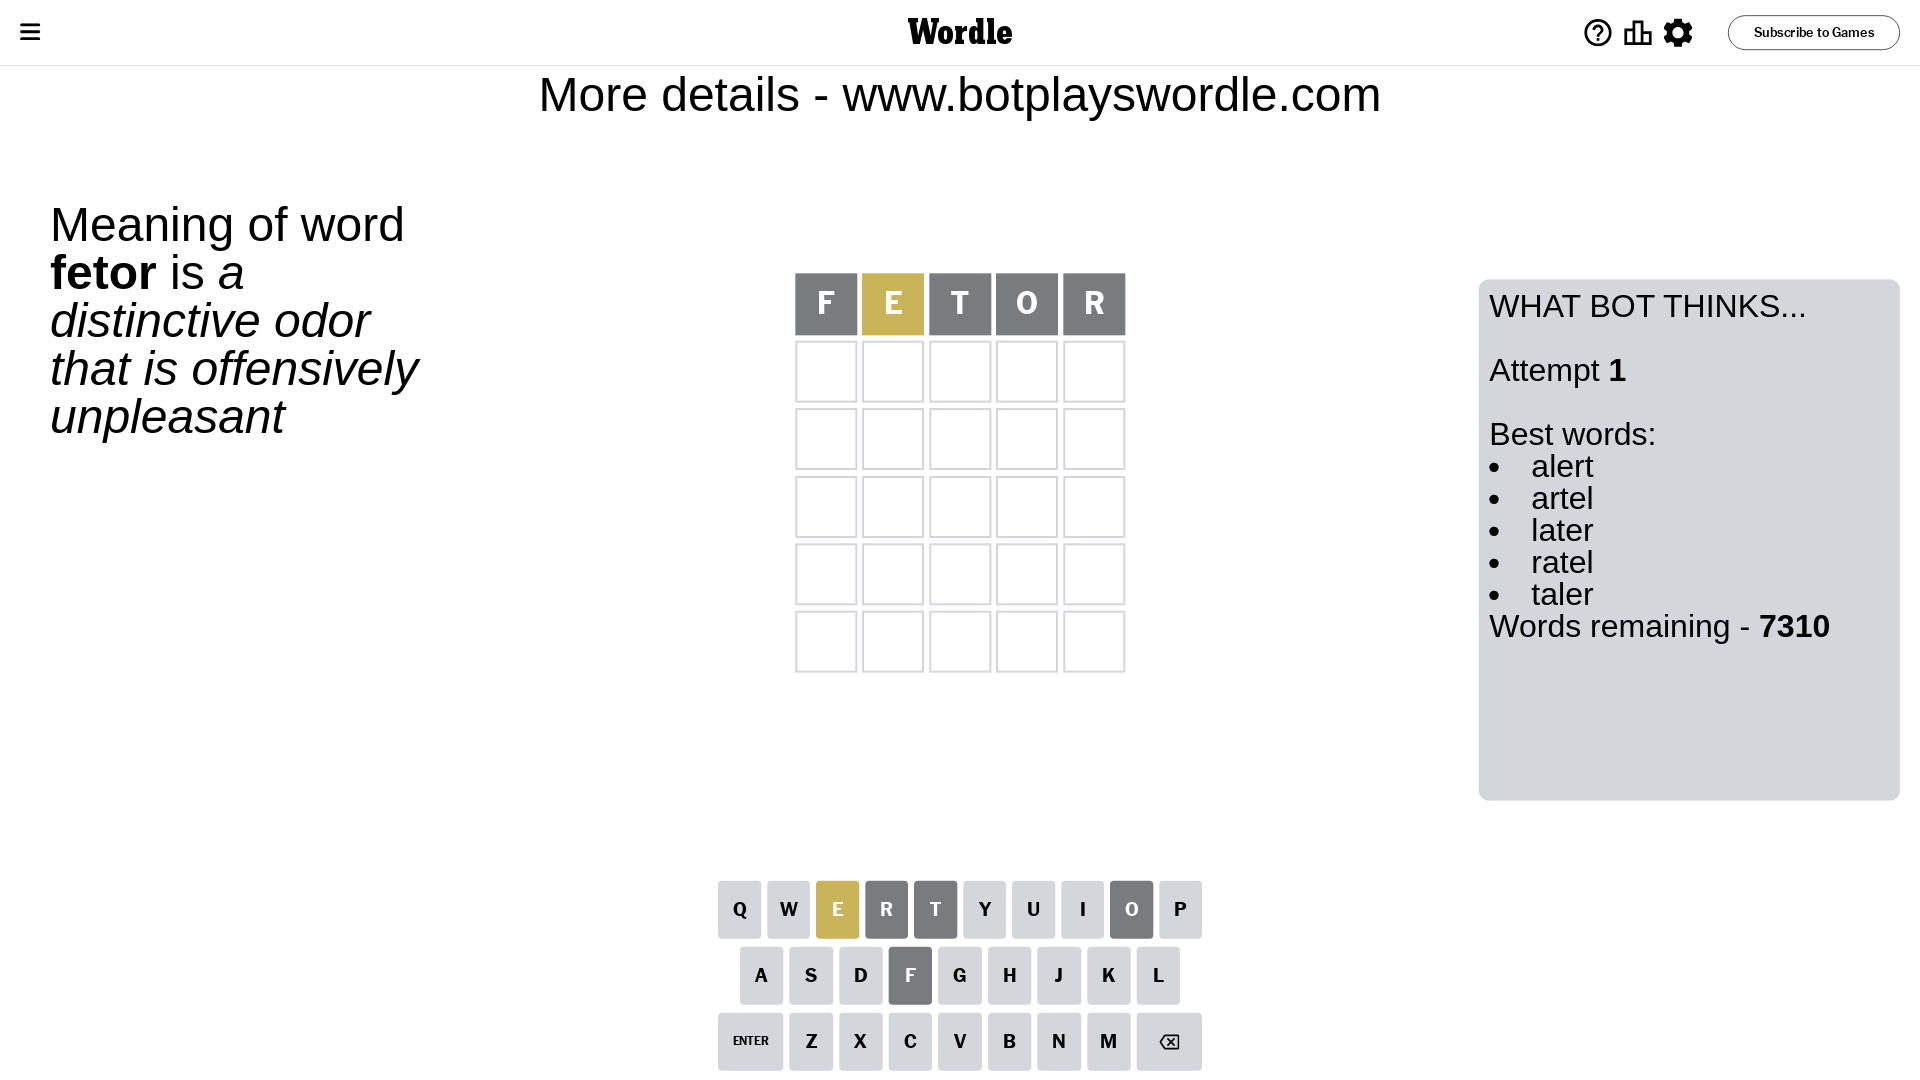 Wordle
Subscribe to Games
More details - www.botplayswordle.com
Meaning of word
fetor is a
distinctive odor
that is offensively
unpleasant
F E T O R
WHAT BOT THINKS...
Attempt 1
Best words:
• alert
• artel
• later
• ratel
• taler
Words remaining - 7310
Q W E R T Y U I O P
A S D F G H J K L
ENTER Z X C V B N M